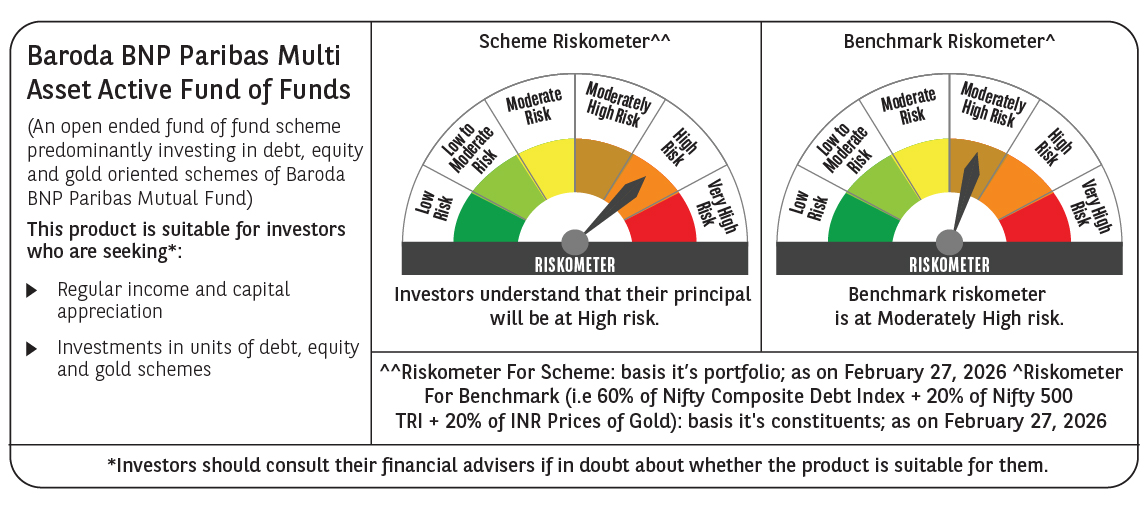 Baroda BNP Paribas Multi
Asset Active Fund of Funds
(An open ended fund of fund scheme
predominantly investing in debt, equity
and gold oriented schemes of Baroda
BNP Paribas Mutual Fund)
This product is suitable for investors
who are seeking*:
Regular income and capital
appreciation
Investments in units of debt, equity
and gold schemes
Scheme Riskometer^^
Low
Risk
Low to
Moderate
Risk
Moderate
Risk
Moderately
High Risk
High
Risk
Very High
Risk
RISKOMETER
Investors understand that their principal
will be at High risk.
Benchmark Riskometer^
Low
Risk
Low to
Moderate
Risk
Moderate
Risk
Moderately
High Risk
High
Risk
Very High
Risk
RISKOMETER
Benchmark riskometer
is at Moderately High risk.
^^Riskometer For Scheme: basis it’s portfolio; as on February 27, 2026 ^Riskometer
For Benchmark (i.e 60% of Nifty Composite Debt Index + 20% of Nifty 500
TRI + 20% of INR Prices of Gold): basis it's constituents; as on February 27, 2026
*Investors should consult their financial advisers if in doubt about whether the product is suitable for them.